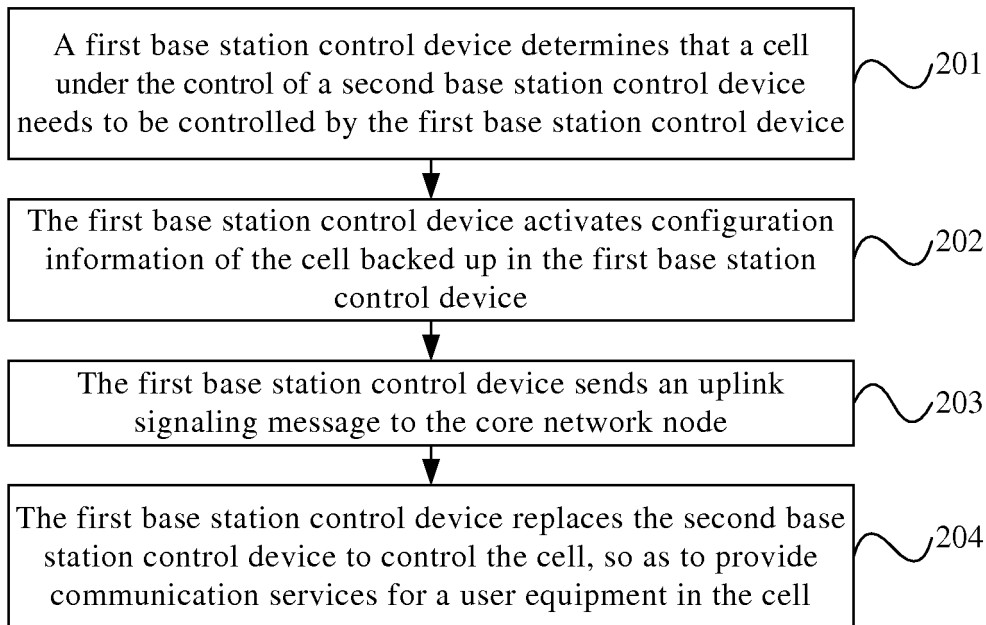 A first base station control device determines that a cell
under the control of a second base station control device
needs to be controlled by the first base station control device
201
The first base station control device activates configuration
information of the cell backed up in the first base station
control device
202
The first base station control device sends an uplink
signaling message to the core network node
203
The first base station control device replaces the second base
station control device to control the cell, so as to provide
communication services for a user equipment in the cell
204